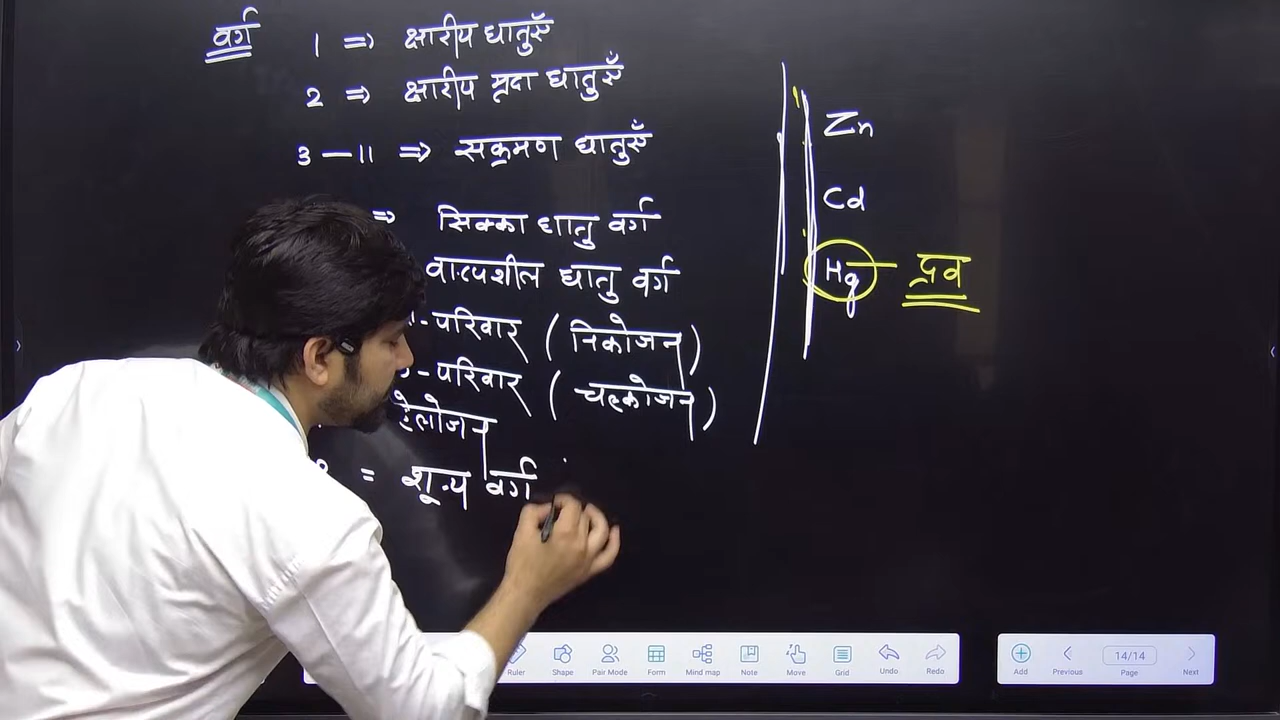 वर्ग 1 => क्षारीय धातुएँ
2 => क्षारीय मृदा धातुएँ
3 — 11 => सक्रमण धातुएँ
=> सिक्का धातु वर्ग
वाष्पशील धातु वर्ग
-परिवार ( निकोजन )
-परिवार ( चल्कोजन )
हैलोजन
= शून्य वर्ग
Zn
Cd
Hg — द्रव
Ruler Shape Pair Mode Form Mind map Note Move Grid Undo Redo
Add Previous 14/14 Page Next